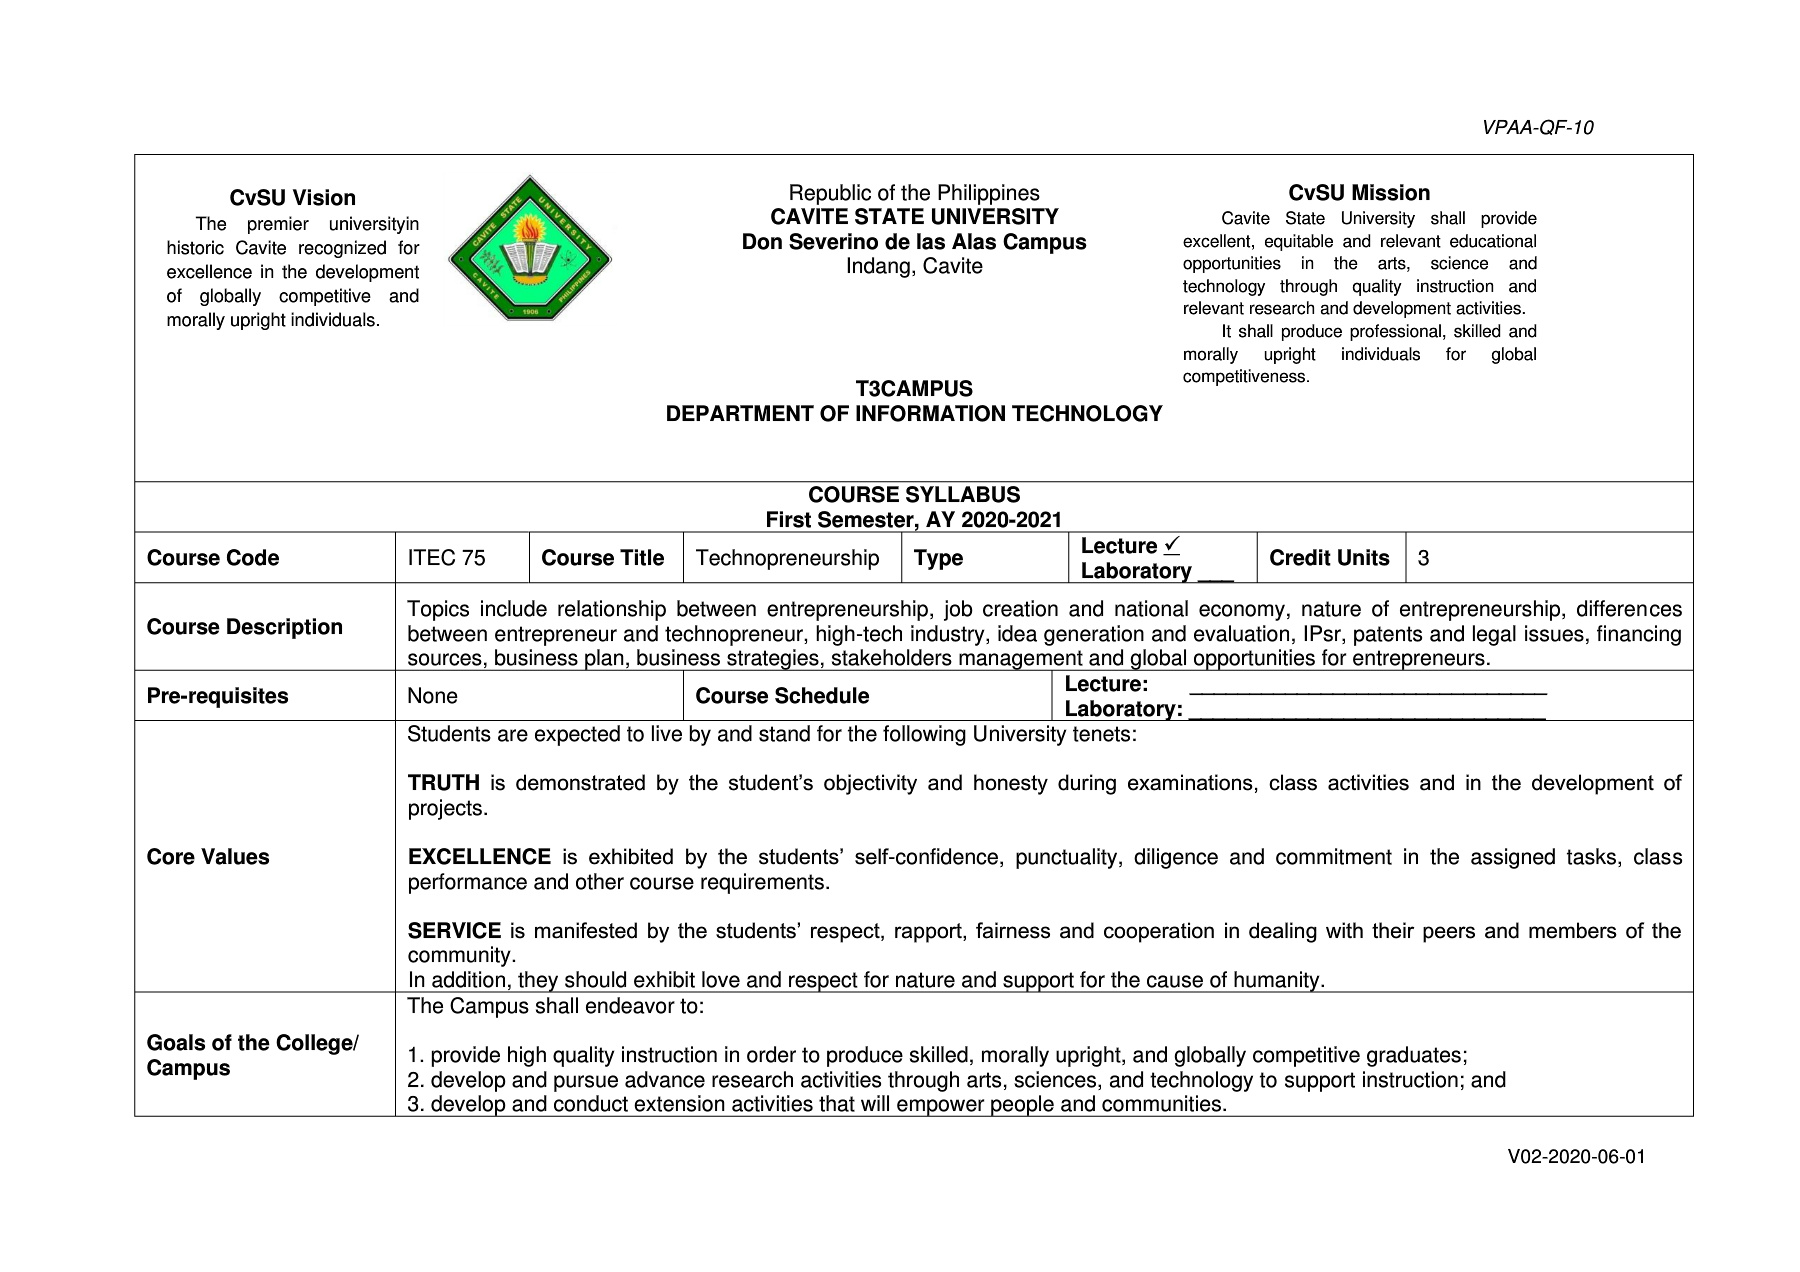 VPAA-QF-10
CvSU Vision
The premier universityin
historic Cavite recognized for
excellence in the development
of globally competitive and
morally upright individuals.
CAVITE STATE UNIVERSITY
CAVITE
PHILIPPINES
1906
Republic of the Philippines
CAVITE STATE UNIVERSITY
Don Severino de las Alas Campus
Indang, Cavite
T3CAMPUS
DEPARTMENT OF INFORMATION TECHNOLOGY
CvSU Mission
Cavite State University shall provide
excellent, equitable and relevant educational
opportunities in the arts, science and
technology through quality instruction and
relevant research and development activities.
It shall produce professional, skilled and
morally upright individuals for global
competitiveness.
COURSE SYLLABUS
First Semester, AY 2020-2021
Course Code
ITEC 75
Course Title
Technopreneurship
Type
Lecture ✓
Laboratory ___
Credit Units
3
Course Description
Topics include relationship between entrepreneurship, job creation and national economy, nature of entrepreneurship, differences
between entrepreneur and technopreneur, high-tech industry, idea generation and evaluation, IPsr, patents and legal issues, financing
sources, business plan, business strategies, stakeholders management and global opportunities for entrepreneurs.
Pre-requisites
None
Course Schedule
Lecture: ______________________________
Laboratory: ______________________________
Core Values
Students are expected to live by and stand for the following University tenets:
TRUTH is demonstrated by the student’s objectivity and honesty during examinations, class activities and in the development of
projects.
EXCELLENCE is exhibited by the students’ self-confidence, punctuality, diligence and commitment in the assigned tasks, class
performance and other course requirements.
SERVICE is manifested by the students’ respect, rapport, fairness and cooperation in dealing with their peers and members of the
community.
In addition, they should exhibit love and respect for nature and support for the cause of humanity.
Goals of the College/
Campus
The Campus shall endeavor to:
1. provide high quality instruction in order to produce skilled, morally upright, and globally competitive graduates;
2. develop and pursue advance research activities through arts, sciences, and technology to support instruction; and
3. develop and conduct extension activities that will empower people and communities.
V02-2020-06-01